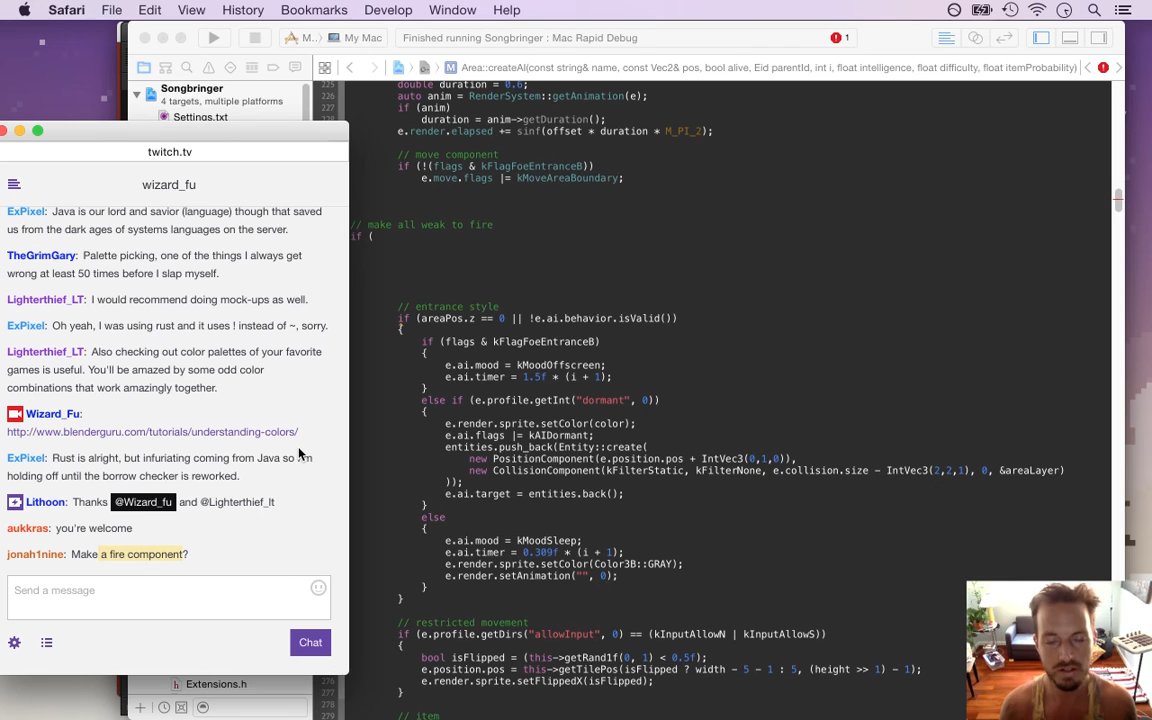 Safari File Edit View History Bookmarks Develop Window Help
M.. My Mac
Finished running Songbringer : Mac Rapid Debug
1
Area::createAI(const string& name, const Vec2& pos, bool alive, Eid parentId, int i, float intelligence, float difficulty, float itemProbability)
Songbringer
4 targets, multiple platforms
Settings.txt
twitch.tv
wizard_fu
ExPixel: Java is our lord and savior (language) though that saved
us from the dark ages of systems languages on the server.
TheGrimGary: Palette picking, one of the things I always get
wrong at least 50 times before I slap myself.
Lighterthief_LT: I would recommend doing mock-ups as well.
ExPixel: Oh yeah, I was using rust and it uses ! instead of ~, sorry.
Lighterthief_LT: Also checking out color palettes of your favorite
games is useful. You'll be amazed by some odd color
combinations that work amazingly together.
Wizard_Fu:
http://www.blenderguru.com/tutorials/understanding-colors/
ExPixel: Rust is alright, but infuriating coming from Java so
holding off until the borrow checker is reworked.
Lithoon: Thanks @Wizard_fu and @Lighterthief_lt
aukkras: you're welcome
jonah1nine: Make a fire component?
Send a message
Chat
Extensions.h
225 duration = 0.6;
226 auto anim = RenderSystem::getAnimation(e);
227 if (anim)
228 duration = anim->getDuration();
229 e.render.elapsed += sinf(offset * duration * M_PI_2);
// move component
if (!(flags & kFlagFoeEntranceB))
e.move.flags |= kMoveAreaBoundary;
// make all weak to fire
if (
// entrance style
if (areaPos.z == 0 || !e.ai.behavior.isValid())
{
if (flags & kFlagFoeEntranceB)
{
e.ai.mood = kMoodOffscreen;
e.ai.timer = 1.5f * (i + 1);
}
else if (e.profile.getInt("dormant", 0))
{
e.render.sprite.setColor(color);
e.ai.flags |= kAIDormant;
entities.push_back(Entity::create(
new PositionComponent(e.position.pos + IntVec3(0,1,0)),
new CollisionComponent(kFilterStatic, kFilterNone, e.collision.size - IntVec3(2,2,1), 0, &areaLayer)
));
e.ai.target = entities.back();
}
else
{
e.ai.mood = kMoodSleep;
e.ai.timer = 0.309f * (i + 1);
e.render.setColor(Color3B::GRAY);
e.render.setAnimation("", 0);
}
}
// restricted movement
if (e.profile.getDirs("allowInput", 0) == (kInputAllowN | kInputAllowS))
{
bool isFlipped = (this->getRand1f(0, 1) < 0.5f);
e.position.pos = this->getTilePos(isFlipped ? width - 5 - 1 : 5, (height >> 1) - 1);
276 e.render.sprite.setFlippedX(isFlipped);
277 }
278
279 // item